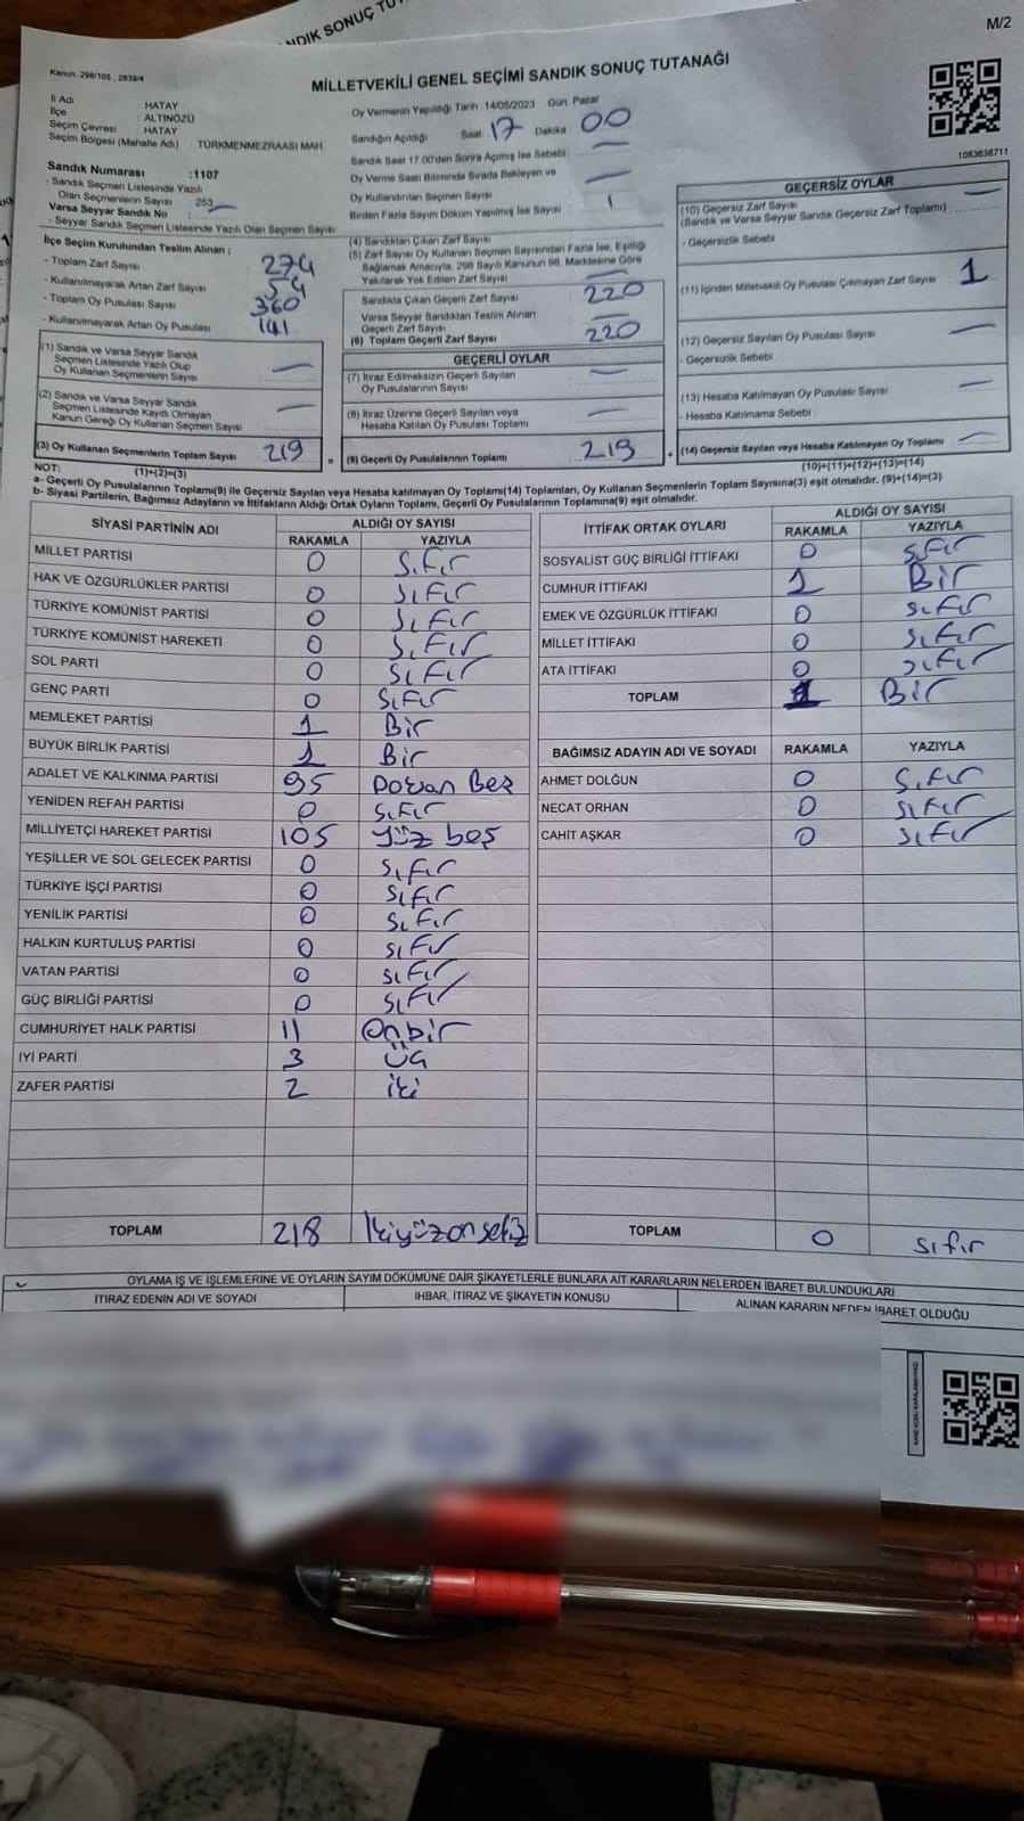 SANDIK SONUÇ TU
M/2
Kanun: 298/105 , 2839/4
MİLLETVEKİLİ GENEL SEÇİMİ SANDIK SONUÇ TUTANAĞI
İl Adı : HATAY
İlçe : ALTINÖZÜ
Seçim Çevresi : HATAY
Seçim Bölgesi (Mahalle Adı) : TÜRKMENMEZRAASI MAH
Oy Vermenin Yapıldığı Tarih :14/05/2023 Gün: Pazar
Sandığın Açıldığı Saat 17 Dakika 00
Sandık Saat 17.00'den Sonra Açılmış İse Sebebi
Oy Verme Saati Bitiminde Sırada Bekleyen ve
Oy Kullandırılan Seçmen Sayısı
Birden Fazla Sayım Döküm Yapılmış İse Sayısı 1
1083638711
Sandık Numarası :1107
- Sandık Seçmen Listesinde Yazılı
Olan Seçmenlerin Sayısı 253
Varsa Seyyar Sandık No
- Seyyar Sandık Seçmen Listesinde Yazılı Olan Seçmen Sayısı
İlçe Seçim Kurulundan Teslim Alınan :
- Toplam Zarf Sayısı 274
- Kullanılmayarak Artan Zarf Sayısı 54
- Toplam Oy Pusulası Sayısı 360
- Kullanılmayarak Artan Oy Pusulası 141
(1) Sandık ve Varsa Seyyar Sandık
Seçmen Listesinde Yazılı Olup
Oy Kullanan Seçmenlerin Sayısı
(2) Sandık ve Varsa Seyyar Sandık
Seçmen Listesinde Kayıtlı Olmayan
Kanun Gereği Oy Kullanan Seçmen Sayısı
(3) Oy Kullanan Seçmenlerin Toplam Sayısı 219
(1)+(2)=(3)
(4) Sandıktan Çıkan Zarf Sayısı
(5) Zarf Sayısı Oy Kullanan Seçmen Sayısından Fazla İse, Eşitliği
Sağlamak Amacıyla, 298 Sayılı Kanunun 98. Maddesine Göre
Yakılarak Yok Edilen Zarf Sayısı
Sandıkta Çıkan Geçerli Zarf Sayısı 220
Varsa Seyyar Sandıktan Teslim Alınan
Geçerli Zarf Sayısı
(6) Toplam Geçerli Zarf Sayısı 220
GEÇERLİ OYLAR
(7) İtiraz Edilmeksizin Geçerli Sayılan
Oy Pusulalarının Sayısı
(8) İtiraz Üzerine Geçerli Sayılan veya
Hesaba Katılan Oy Pusulası Toplamı
(9) Geçerli Oy Pusulalarının Toplamı 219
GEÇERSİZ OYLAR
(10) Geçersiz Zarf Sayısı
(Sandık ve Varsa Seyyar Sandık Geçersiz Zarf Toplamı)
- Geçersizlik Sebebi
(11) İçinden Milletvekili Oy Pusulası Çıkmayan Zarf Sayısı 1
(12) Geçersiz Sayılan Oy Pusulası Sayısı
- Geçersizlik Sebebi
(13) Hesaba Katılmayan Oy Pusulası Sayısı
- Hesaba Katılmama Sebebi
(14) Geçersiz Sayılan veya Hesaba Katılmayan Oy Toplamı
(10)+(11)+(12)+(13)=(14)
NOT:
a- Geçerli Oy Pusulalarının Toplamı(9) ile Geçersiz Sayılan veya Hesaba katılmayan Oy Toplamı(14) Toplamları, Oy Kullanan Seçmenlerin Toplam Sayısına(3) eşit olmalıdır. (9)+(14)=(3)
b- Siyasi Partilerin, Bağımsız Adayların ve İttifakların Aldığı Ortak Oyların Toplamı, Geçerli Oy Pusulalarının Toplamına(9) eşit olmalıdır.
SİYASİ PARTİNİN ADI ALDIĞI OY SAYISI
RAKAMLA YAZIYLA
MİLLET PARTİSİ 0 Sıfır
HAK VE ÖZGÜRLÜKLER PARTİSİ 0 Sıfır
TÜRKİYE KOMÜNİST PARTİSİ 0 Sıfır
TÜRKİYE KOMÜNİST HAREKETİ 0 Sıfır
SOL PARTİ 0 Sıfır
GENÇ PARTİ 0 Sıfır
MEMLEKET PARTİSİ 1 Bir
BÜYÜK BİRLİK PARTİSİ 1 Bir
ADALET VE KALKINMA PARTİSİ 95 Doksan Beş
YENİDEN REFAH PARTİSİ 0 Sıfır
MİLLİYETÇİ HAREKET PARTİSİ 105 yüz beş
YEŞİLLER VE SOL GELECEK PARTİSİ 0 sıfır
TÜRKİYE İŞÇİ PARTİSİ 0 sıfır
YENİLİK PARTİSİ 0 sıfır
HALKIN KURTULUŞ PARTİSİ 0 sıfır
VATAN PARTİSİ 0 sıfır
GÜÇ BİRLİĞİ PARTİSİ 0 sıfır
CUMHURİYET HALK PARTİSİ 11 Onbir
İYİ PARTİ 3 üç
ZAFER PARTİSİ 2 iki
TOPLAM 218 İkiyüzonsekiz
İTTİFAK ORTAK OYLARI ALDIĞI OY SAYISI
RAKAMLA YAZIYLA
SOSYALİST GÜÇ BİRLİĞİ İTTİFAKI 0 Sıfır
CUMHUR İTTİFAKI 1 Bir
EMEK VE ÖZGÜRLÜK İTTİFAKI 0 sıfır
MİLLET İTTİFAKI 0 sıfır
ATA İTTİFAKI 0 sıfır
TOPLAM 1 Bir
BAĞIMSIZ ADAYIN ADI VE SOYADI RAKAMLA YAZIYLA
AHMET DOLĞUN 0 Sıfır
NECAT ORHAN 0 sıfır
CAHİT AŞKAR 0 sıfır
TOPLAM 0 sıfır
OYLAMA İŞ VE İŞLEMLERİNE VE OYLARIN SAYIM DÖKÜMÜNE DAİR ŞİKAYETLERLE BUNLARA AİT KARARLARIN NELERDEN İBARET BULUNDUKLARI
İTİRAZ EDENİN ADI VE SOYADI İHBAR, İTİRAZ VE ŞİKAYETİN KONUSU ALINAN KARARIN NEDEN İBARET OLDUĞU